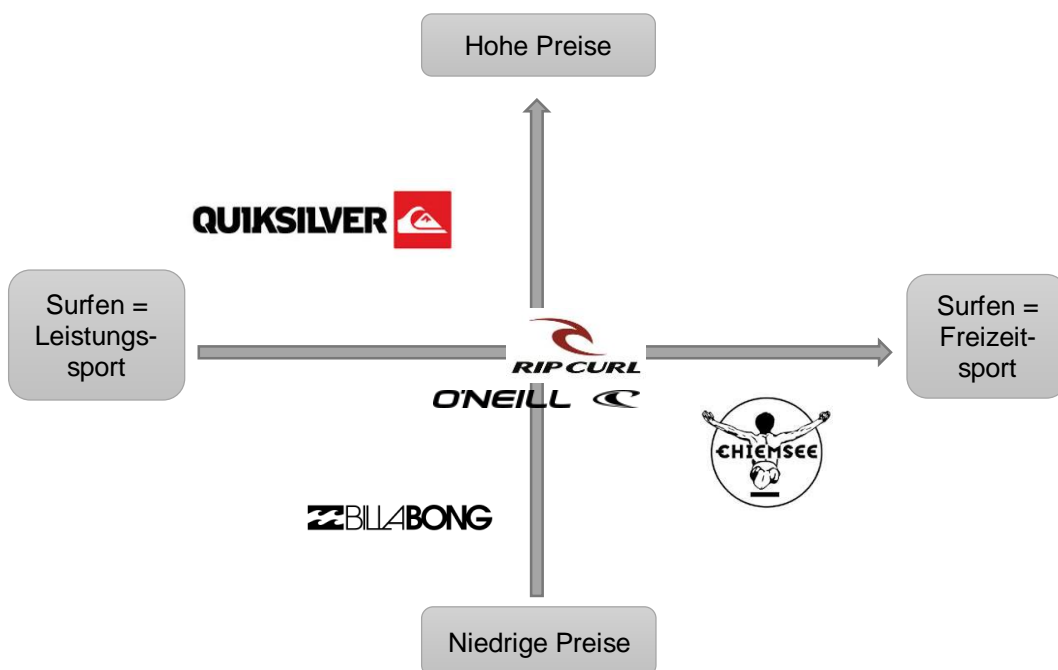 Hohe Preise
QUIKSILVER
Surfen =
Leistungs-
sport
Surfen =
Freizeit-
sport
RIP CURL
O'NEILL
CHIEMSEE
BILLABONG
Niedrige Preise